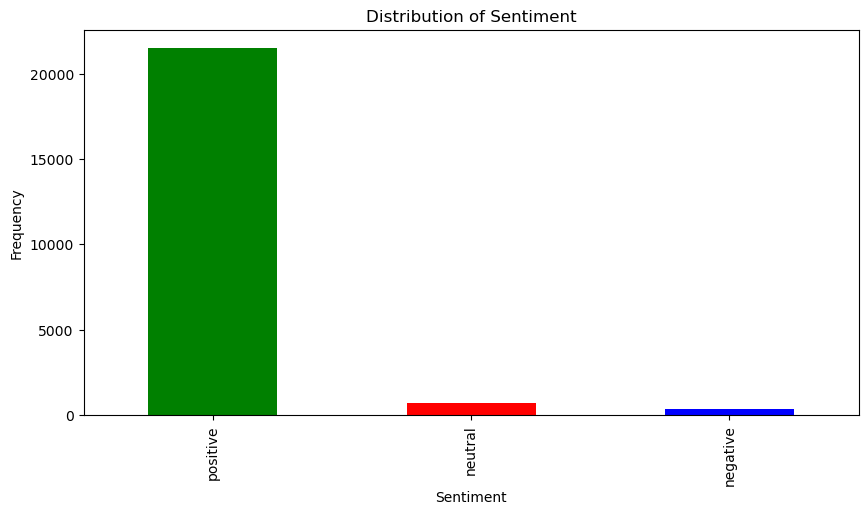 Distribution of Sentiment
20000
15000
10000
5000
0
Frequency
positive
neutral
negative
Sentiment